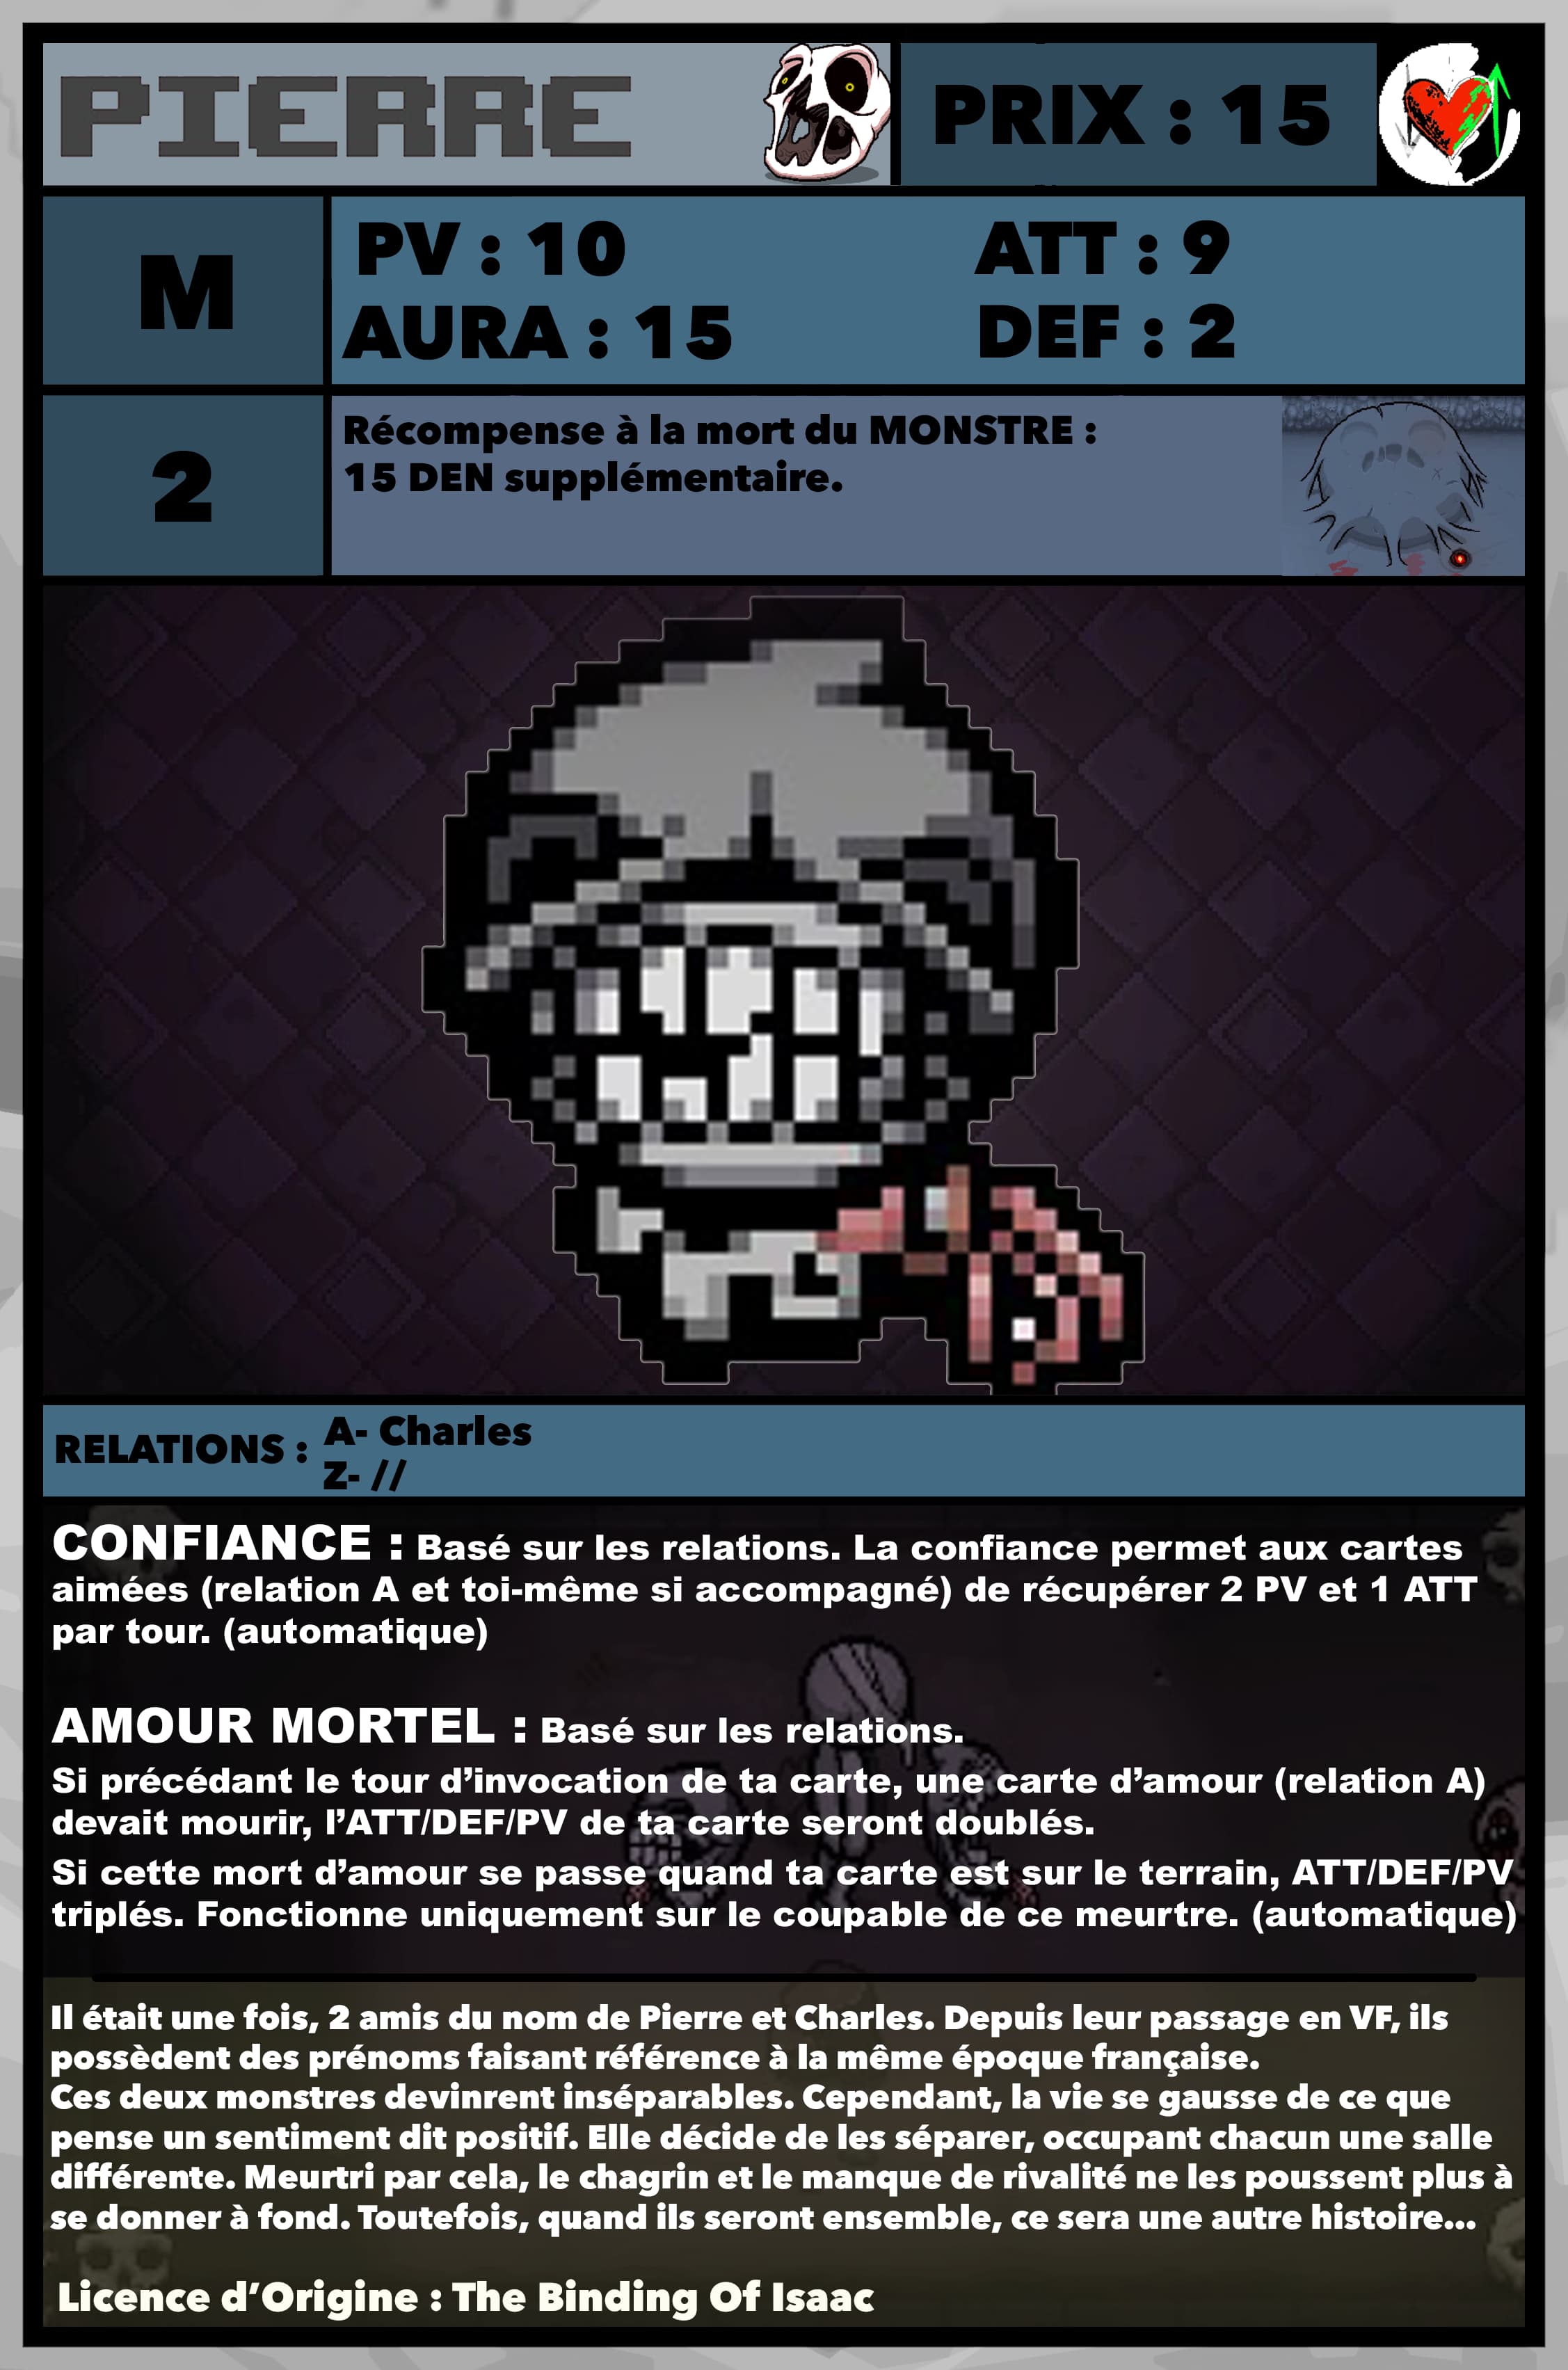 PIERRE
PRIX : 15
M
PV : 10
ATT : 9
AURA : 15
DEF : 2
2
Récompense à la mort du MONSTRE :
15 DEN supplémentaire.
RELATIONS :
A- Charles
Z- //
CONFIANCE : Basé sur les relations. La confiance permet aux cartes
aimées (relation A et toi-même si accompagné) de récupérer 2 PV et 1 ATT
par tour. (automatique)
AMOUR MORTEL : Basé sur les relations.
Si précédant le tour d’invocation de ta carte, une carte d’amour (relation A)
devait mourir, l’ATT/DEF/PV de ta carte seront doublés.
Si cette mort d’amour se passe quand ta carte est sur le terrain, ATT/DEF/PV
triplés. Fonctionne uniquement sur le coupable de ce meurtre. (automatique)
Il était une fois, 2 amis du nom de Pierre et Charles. Depuis leur passage en VF, ils
possèdent des prénoms faisant référence à la même époque française.
Ces deux monstres devinrent inséparables. Cependant, la vie se gausse de ce que
pense un sentiment dit positif. Elle décide de les séparer, occupant chacun une salle
différente. Meurtri par cela, le chagrin et le manque de rivalité ne les poussent plus à
se donner à fond. Toutefois, quand ils seront ensemble, ce sera une autre histoire...
Licence d’Origine : The Binding Of Isaac